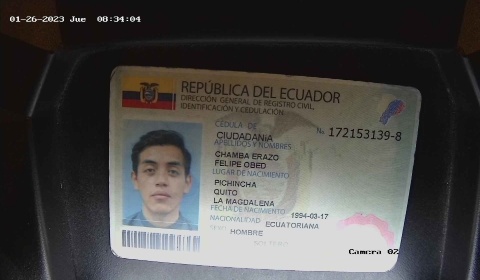 01-26-2023 Jue 08:34:04
REPÚBLICA DEL ECUADOR
DIRECCIÓN GENERAL DE REGISTRO CIVIL,
IDENTIFICACIÓN Y CEDULACIÓN
CÉDULA DE
CIUDADANÍA
No 172153139-8
APELLIDOS Y NOMBRES
CHAMBA ERAZO
FELIPE OBED
LUGAR DE NACIMIENTO
PICHINCHA
QUITO
LA MAGDALENA
FECHA DE NACIMIENTO 1994-03-17
NACIONALIDAD ECUATORIANA
SEXO HOMBRE
Camera 02